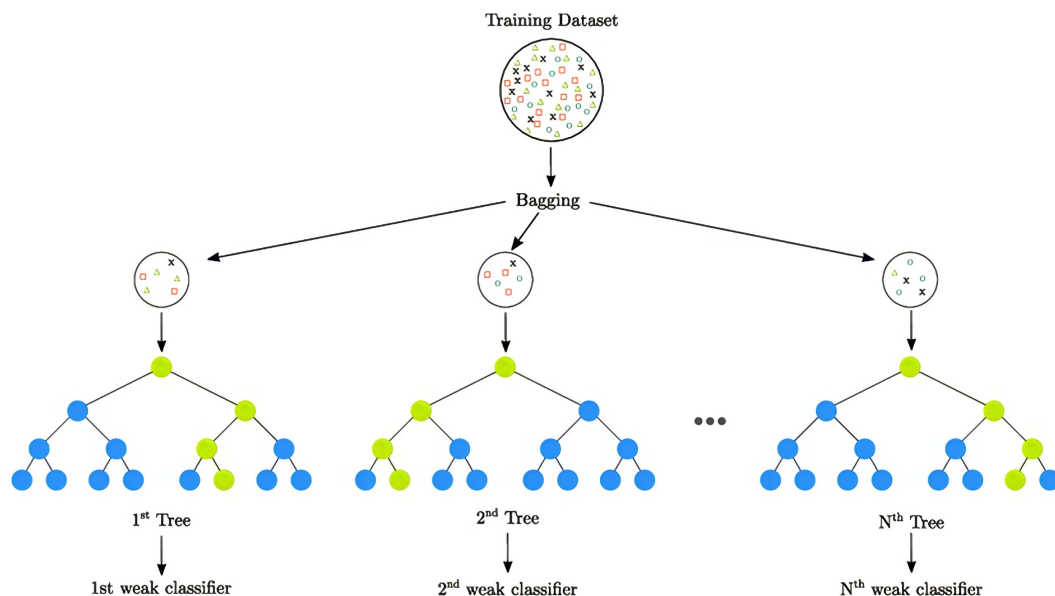 Training Dataset
Bagging
1st Tree
2nd Tree
Nth Tree
1st weak classifier
2nd weak classifier
Nth weak classifier